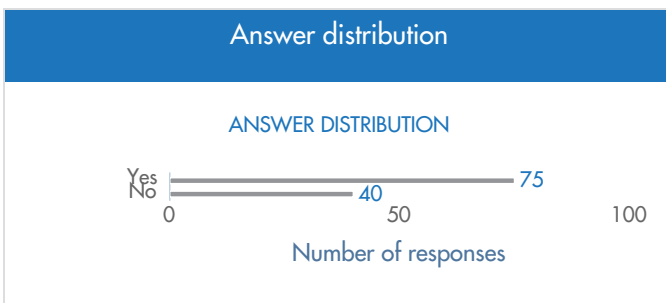 Answer distribution
ANSWER DISTRIBUTION
Yes 75
No 40
0 50 100
Number of responses